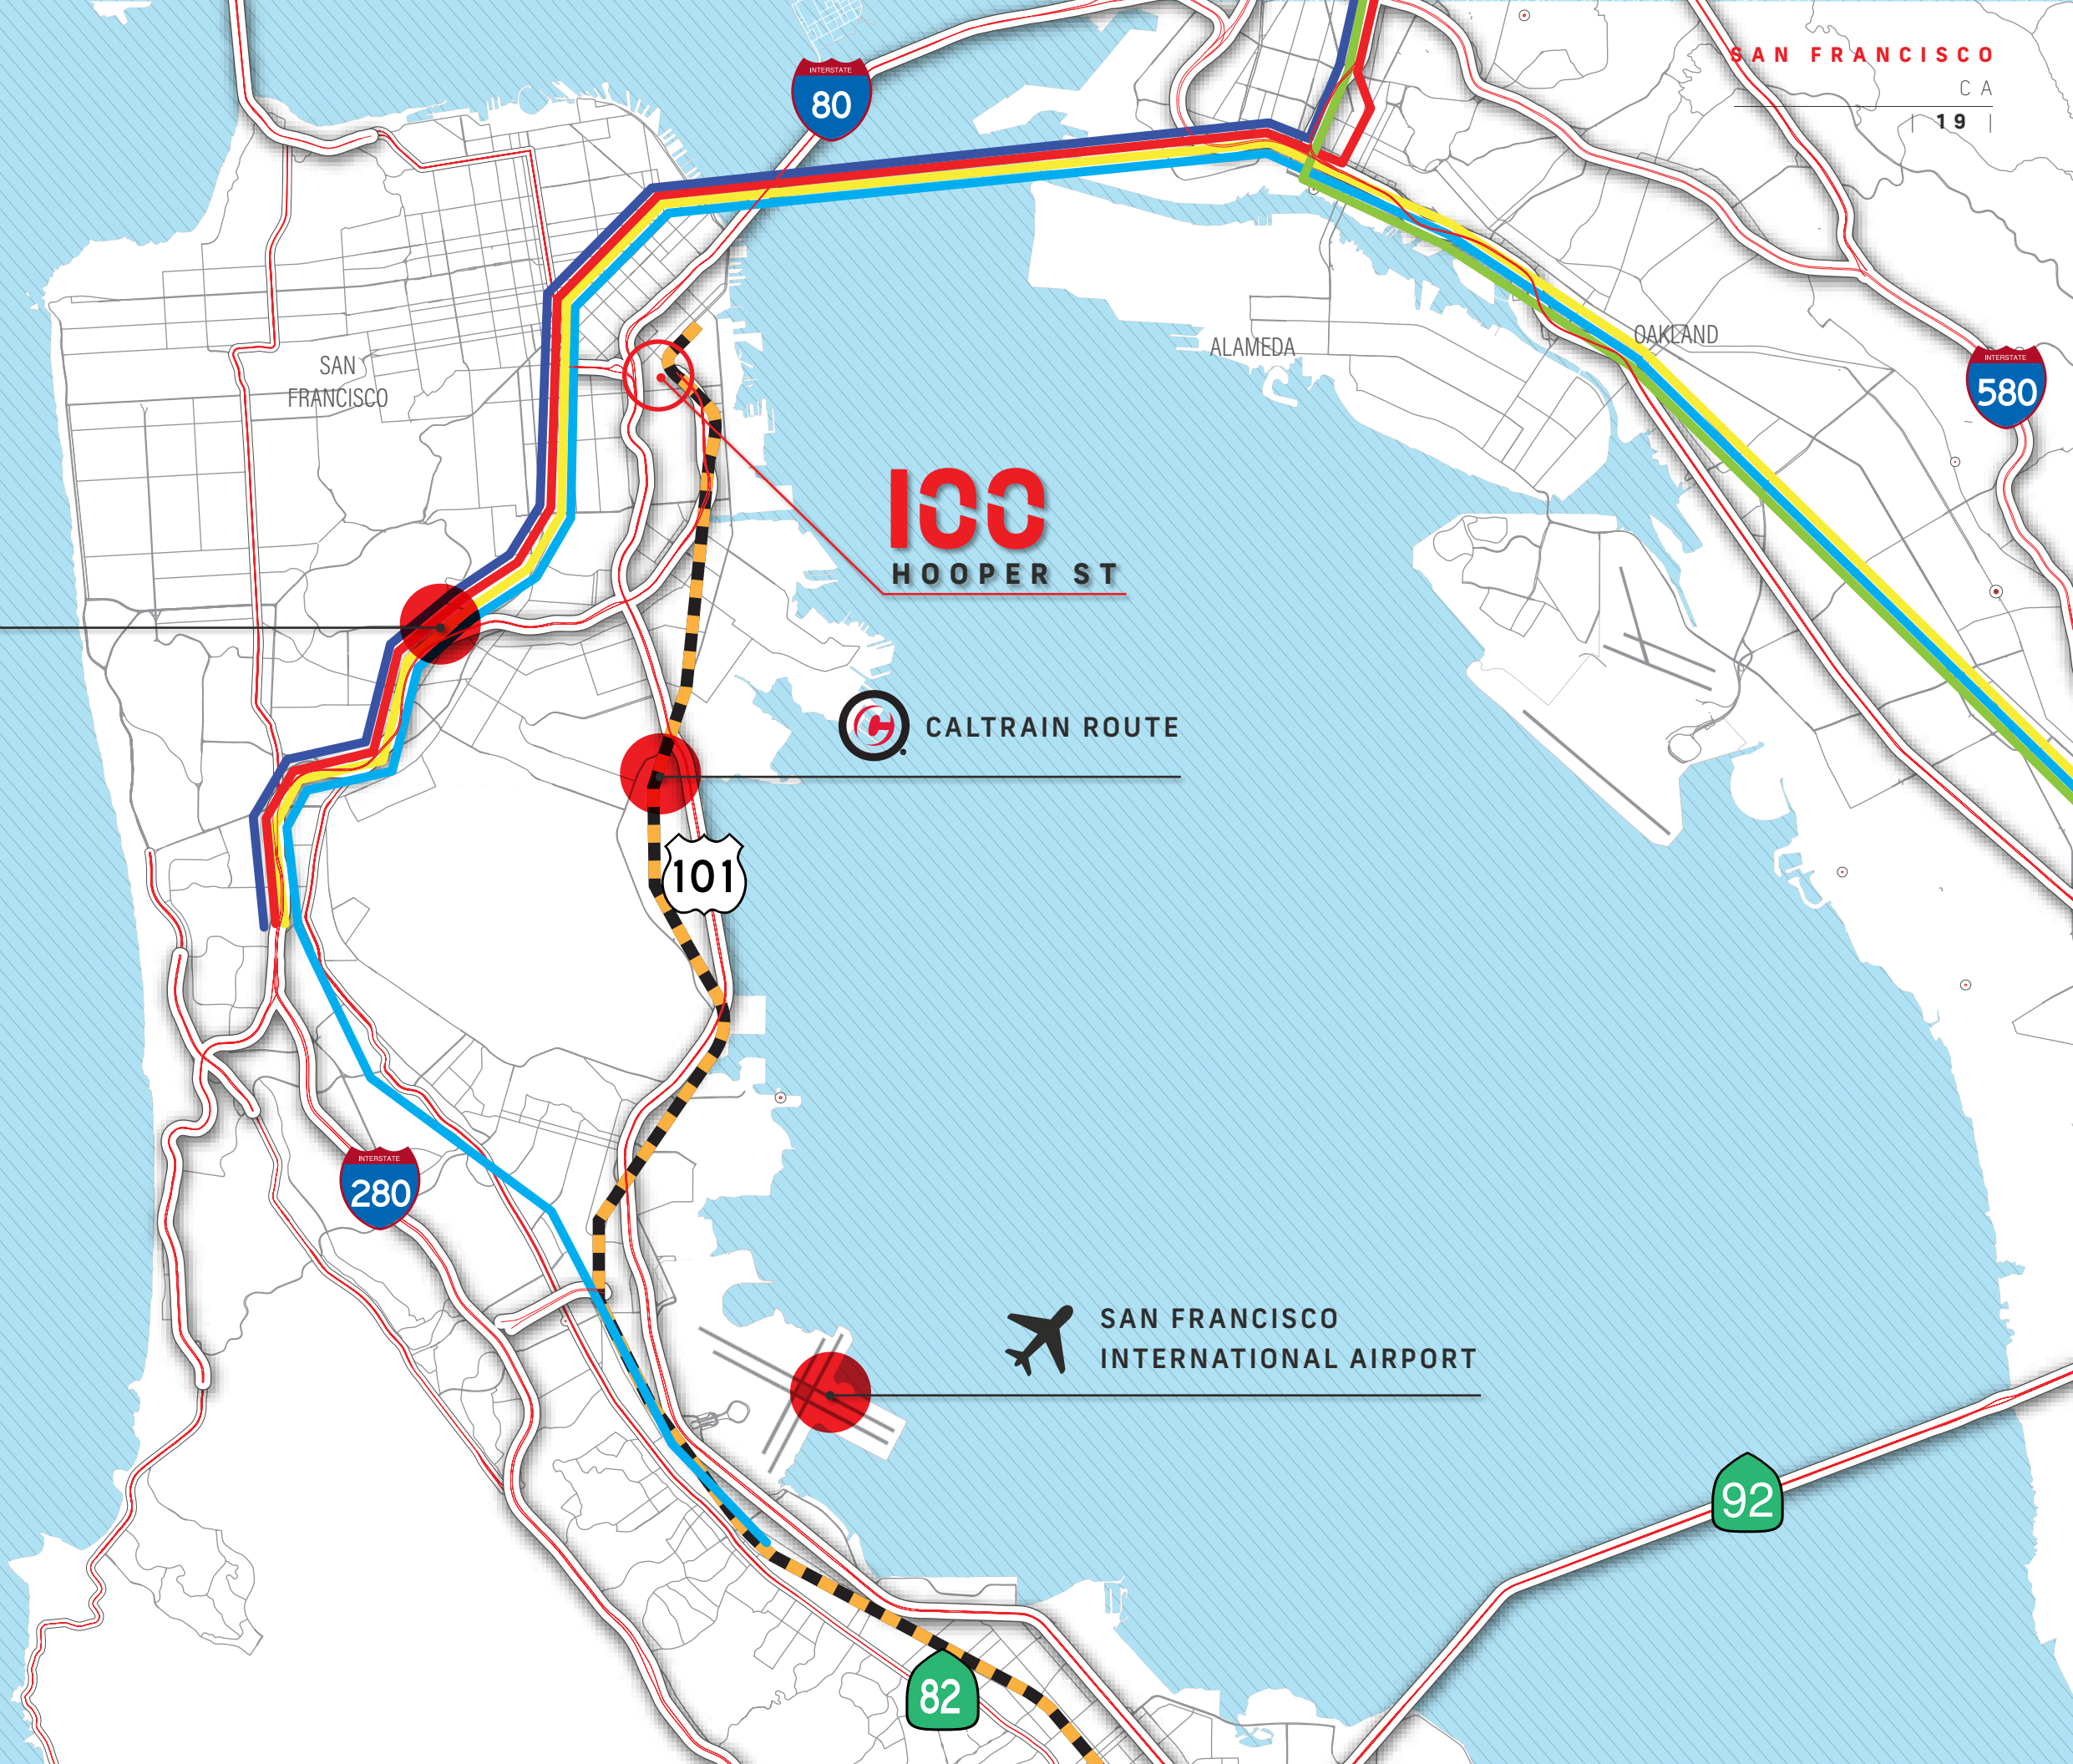 SAN FRANCISCO
CA
| 19 |
INTERSTATE
80
SAN
FRANCISCO
ALAMEDA
OAKLAND
INTERSTATE
580
100
HOOPER ST
C
CALTRAIN ROUTE
101
INTERSTATE
280
SAN FRANCISCO
INTERNATIONAL AIRPORT
92
82